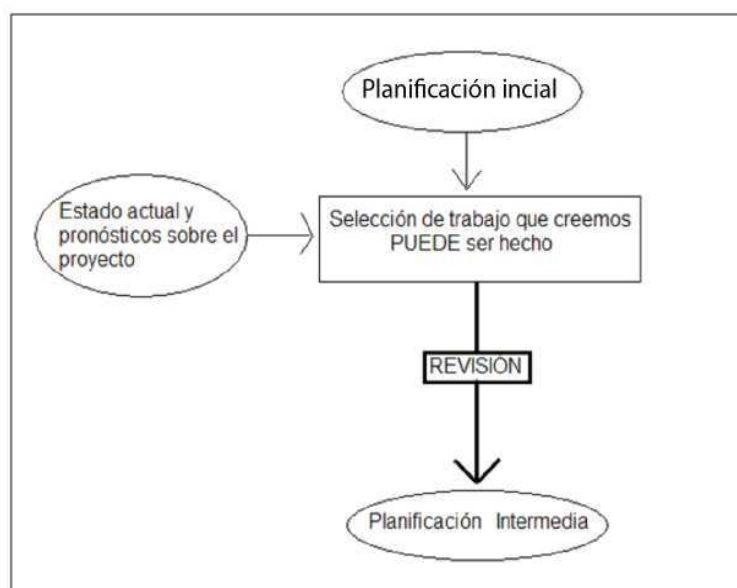 Planificación incial
Estado actual y
pronósticos sobre el
proyecto
Selección de trabajo que creemos
PUEDE ser hecho
REVISIÓN
Planificación Intermedia